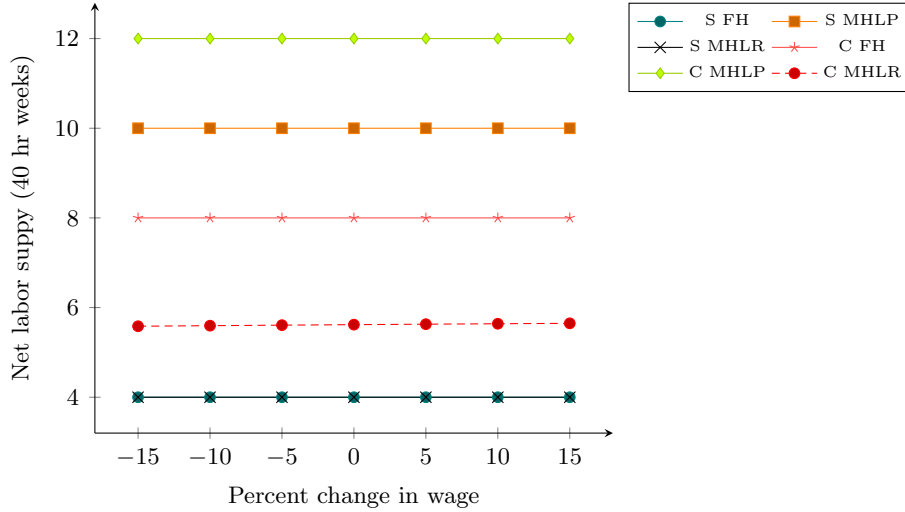 S FH
S MHLP
S MHLR
C FH
C MHLP
C MHLR
12
10
8
6
4
Net labor suppy (40 hr weeks)
−15 −10 −5 0 5 10 15
Percent change in wage